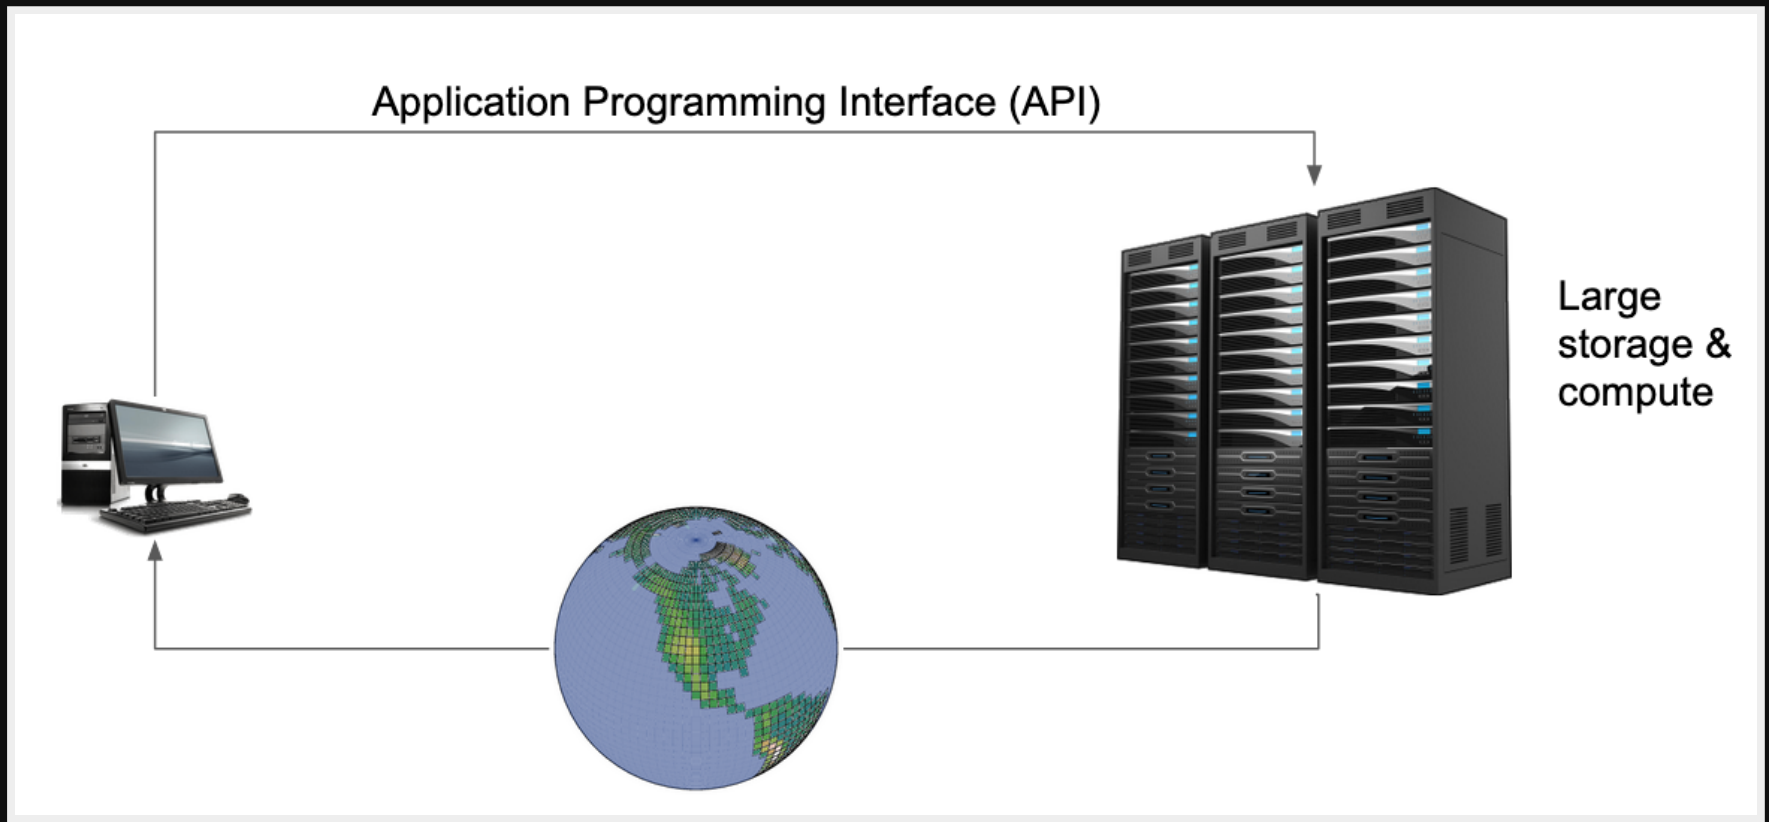 Application Programming Interface (API)
Large
storage &
compute